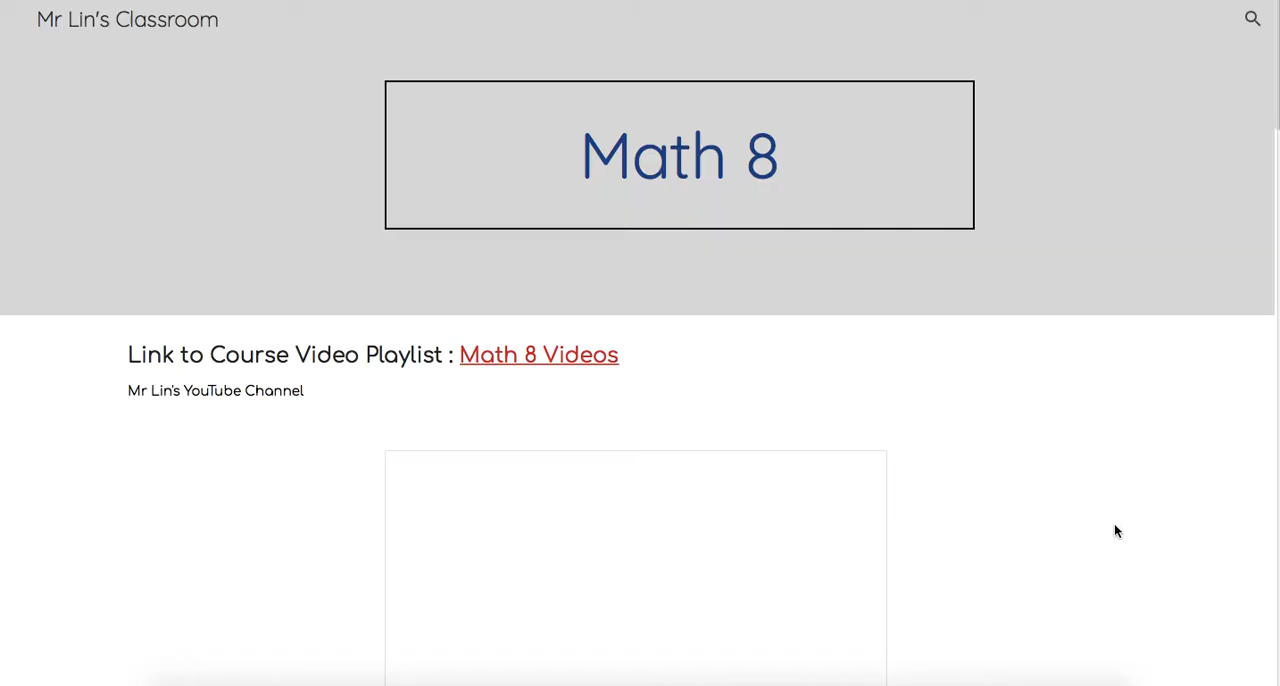 Mr Lin's Classroom
Math 8
Link to Course Video Playlist : Math 8 Videos
Mr Lin's YouTube Channel